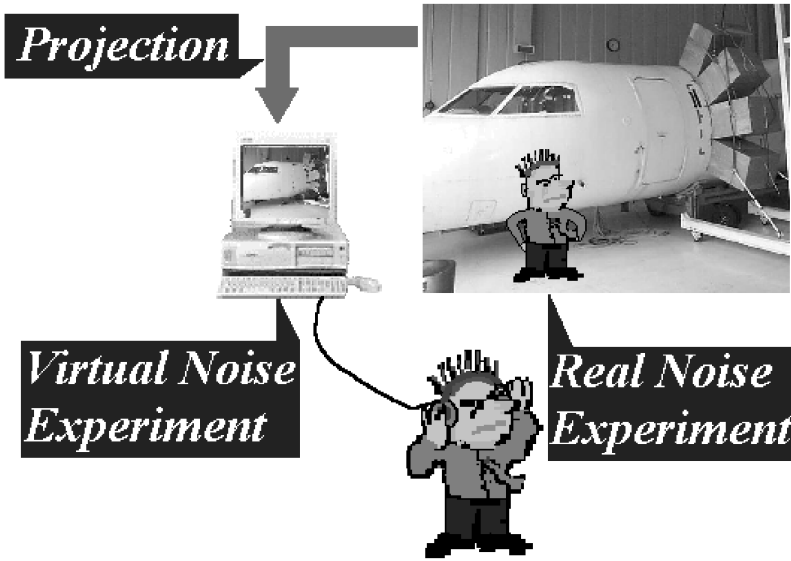 Projection
Virtual Noise
Experiment
Real Noise
Experiment